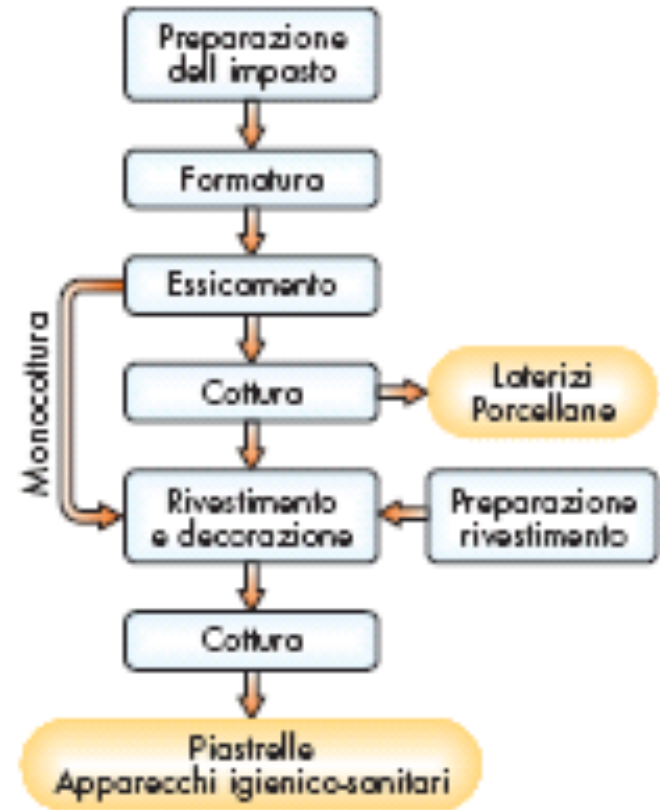 Preparazione
dell impasto
Formatura
Essicamento
Monocottura
Cottura
Laterizi
Porcellane
Rivestimento
e decorazione
Preparazione
rivestimento
Cottura
Piastrelle
Apparecchi igienico-sanitari